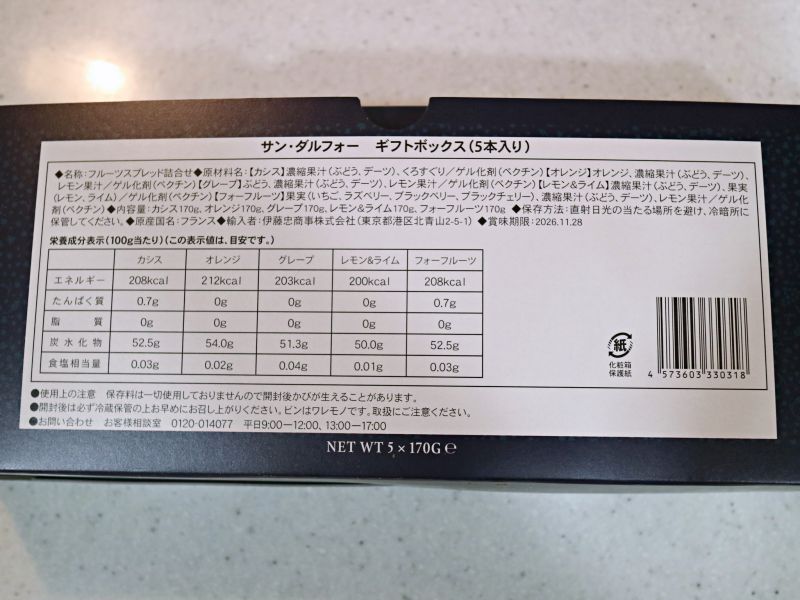 サン・ダルフォー　ギフトボックス(5本入り)
◆名称:フルーツスプレッド詰合せ◆原材料名:【カシス】濃縮果汁(ぶどう、デーツ)、くろすぐり/ゲル化剤(ペクチン)【オレンジ】オレンジ、濃縮果汁(ぶどう、デーツ)、
レモン果汁/ゲル化剤(ペクチン)【グレープ】ぶどう、濃縮果汁(ぶどう、デーツ)、レモン果汁/ゲル化剤(ペクチン)【レモン&ライム】濃縮果汁(ぶどう、デーツ)、果実
(レモン、ライム)/ゲル化剤(ペクチン)【フォーフルーツ】果実(いちご、ラズベリー、ブラックベリー、ブラックチェリー)、濃縮果汁(ぶどう、デーツ)、レモン果汁/ゲル化
剤(ペクチン)◆内容量:カシス170g、オレンジ170g、グレープ170g、レモン&ライム170g、フォーフルーツ170g ◆保存方法:直射日光の当たる場所を避け、冷暗所に
保管してください。◆原産国名:フランス◆輸入者:伊藤忠商事株式会社(東京都港区北青山2-5-1) ◆賞味期限:2026.11.28
栄養成分表示(100g当たり)(この表示値は、目安です。)
カシス オレンジ グレープ レモン&ライム フォーフルーツ
エネルギー 208kcal 212kcal 203kcal 200kcal 208kcal
たんぱく質 0.7g 0g 0g 0g 0.7g
脂質 0g 0g 0g 0g 0g
炭水化物 52.5g 54.0g 51.3g 50.0g 52.5g
食塩相当量 0.03g 0.02g 0.04g 0.01g 0.03g
紙
化粧箱
保護紙
4 573603 330318
●使用上の注意　保存料は一切使用しておりませんので開封後かびが生えることがあります。
●開封後は必ず冷蔵保管の上お早めにお召し上がりください。ビンはワレモノです。取扱にご注意ください。
●お問い合わせ　お客様相談室　0120-014077　平日9:00-12:00、13:00-17:00
NET WT 5 × 170G ℮